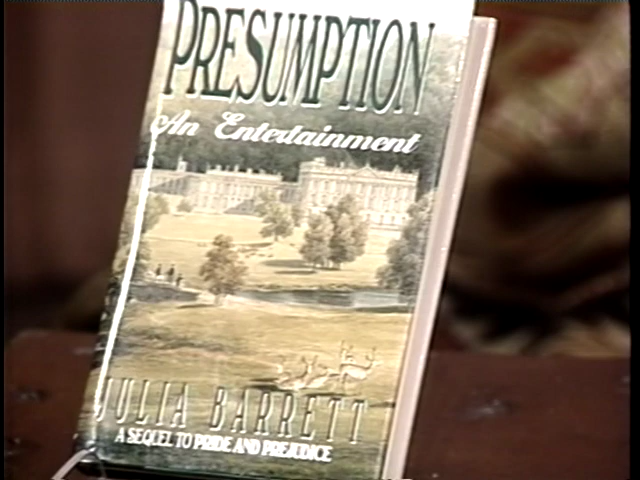 PRESUMPTION
An Entertainment
JULIA BARRETT
A SEQUEL TO PRIDE AND PREJUDICE